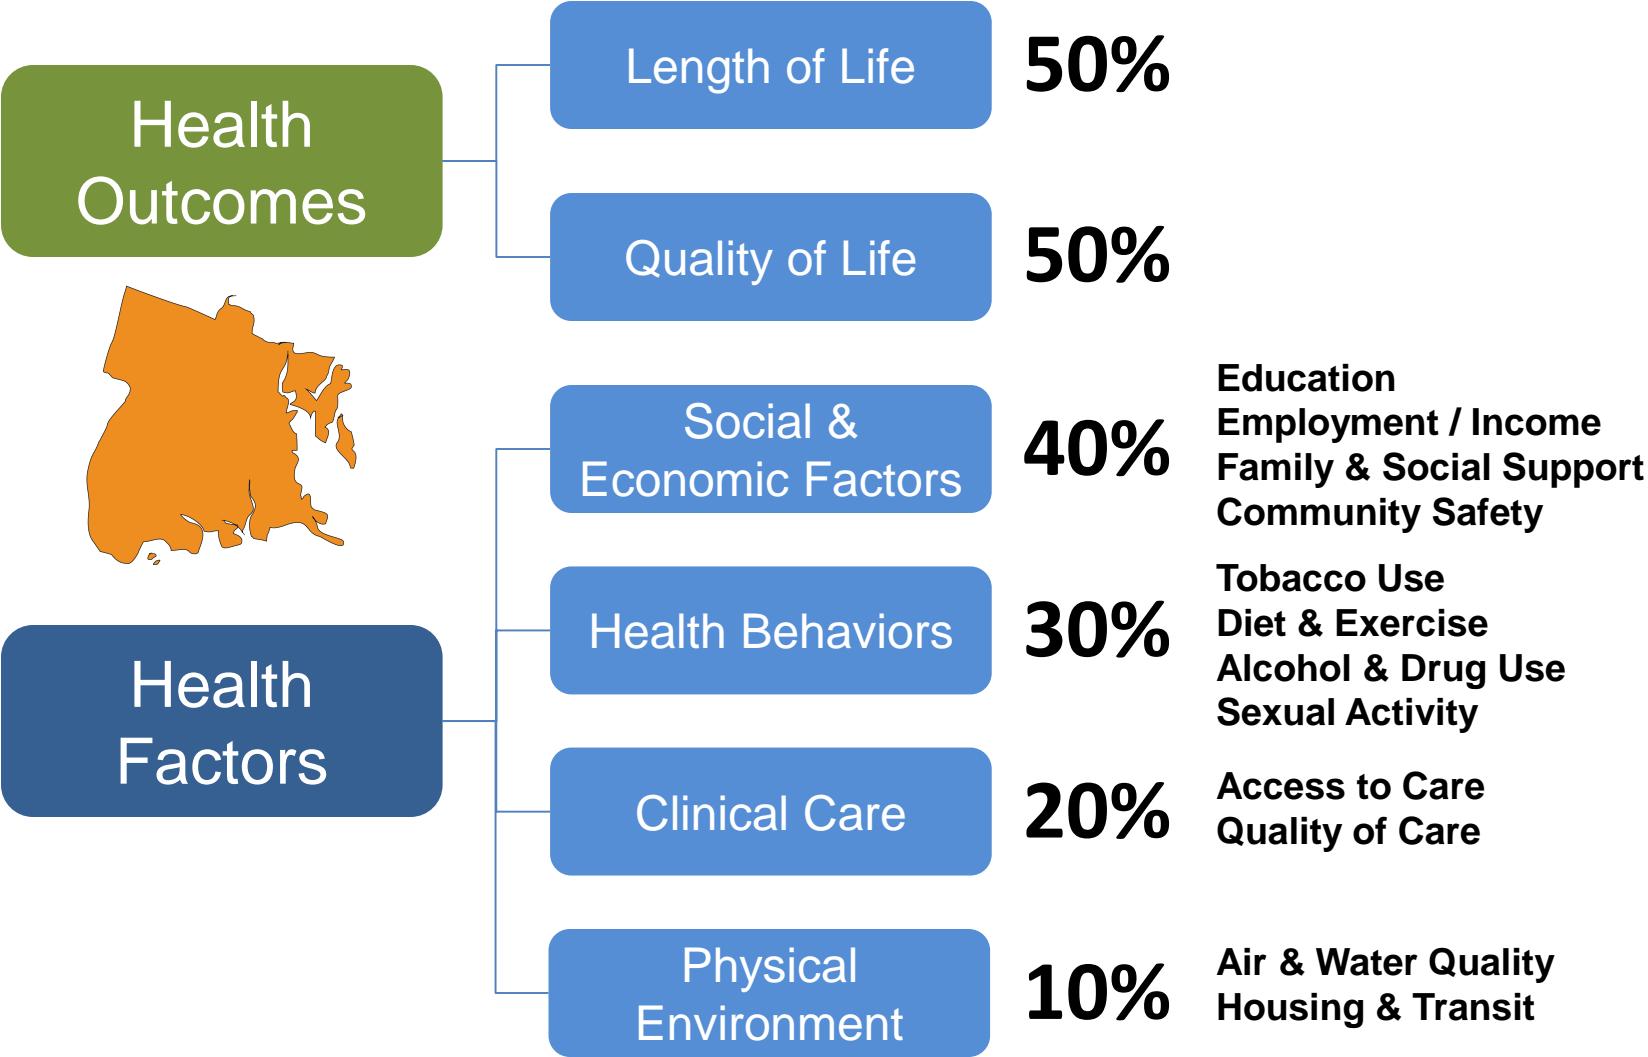 Health
Outcomes
Length of Life
50%
Quality of Life
50%
Health
Factors
Social &
Economic Factors
40%
Education
Employment / Income
Family & Social Support
Community Safety
Health Behaviors
30%
Tobacco Use
Diet & Exercise
Alcohol & Drug Use
Sexual Activity
Clinical Care
20%
Access to Care
Quality of Care
Physical
Environment
10%
Air & Water Quality
Housing & Transit